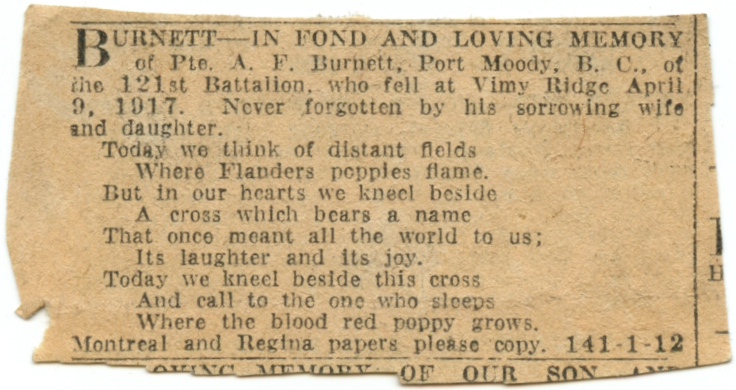 BURNETT—IN FOND AND LOVING MEMORY
of Pte. A. F. Burnett, Port Moody, B. C., of
the 121st Battalion, who fell at Vimy Ridge April
9, 1917. Never forgotten by his sorrowing wife
and daughter.
Today we think of distant fields
Where Flanders poppies flame.
But in our hearts we kneel beside
A cross which bears a name
That once meant all the world to us;
Its laughter and its joy.
Today we kneel beside this cross
And call to the one who sleeps
Where the blood red poppy grows.
Montreal and Regina papers please copy. 141-1-12
LOVING MEMORY OF OUR SON AND
H